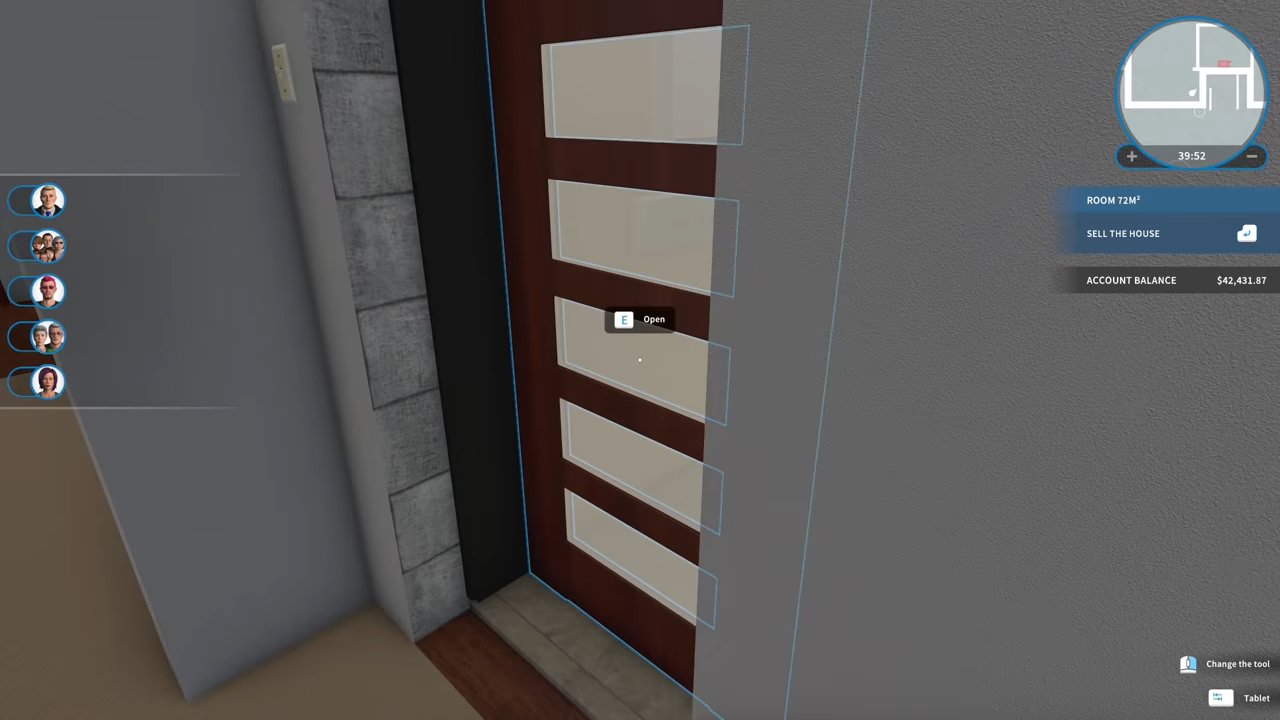 39:52
ROOM 72M²
SELL THE HOUSE
ACCOUNT BALANCE $42,431.87
E Open
Change the tool
Tablet